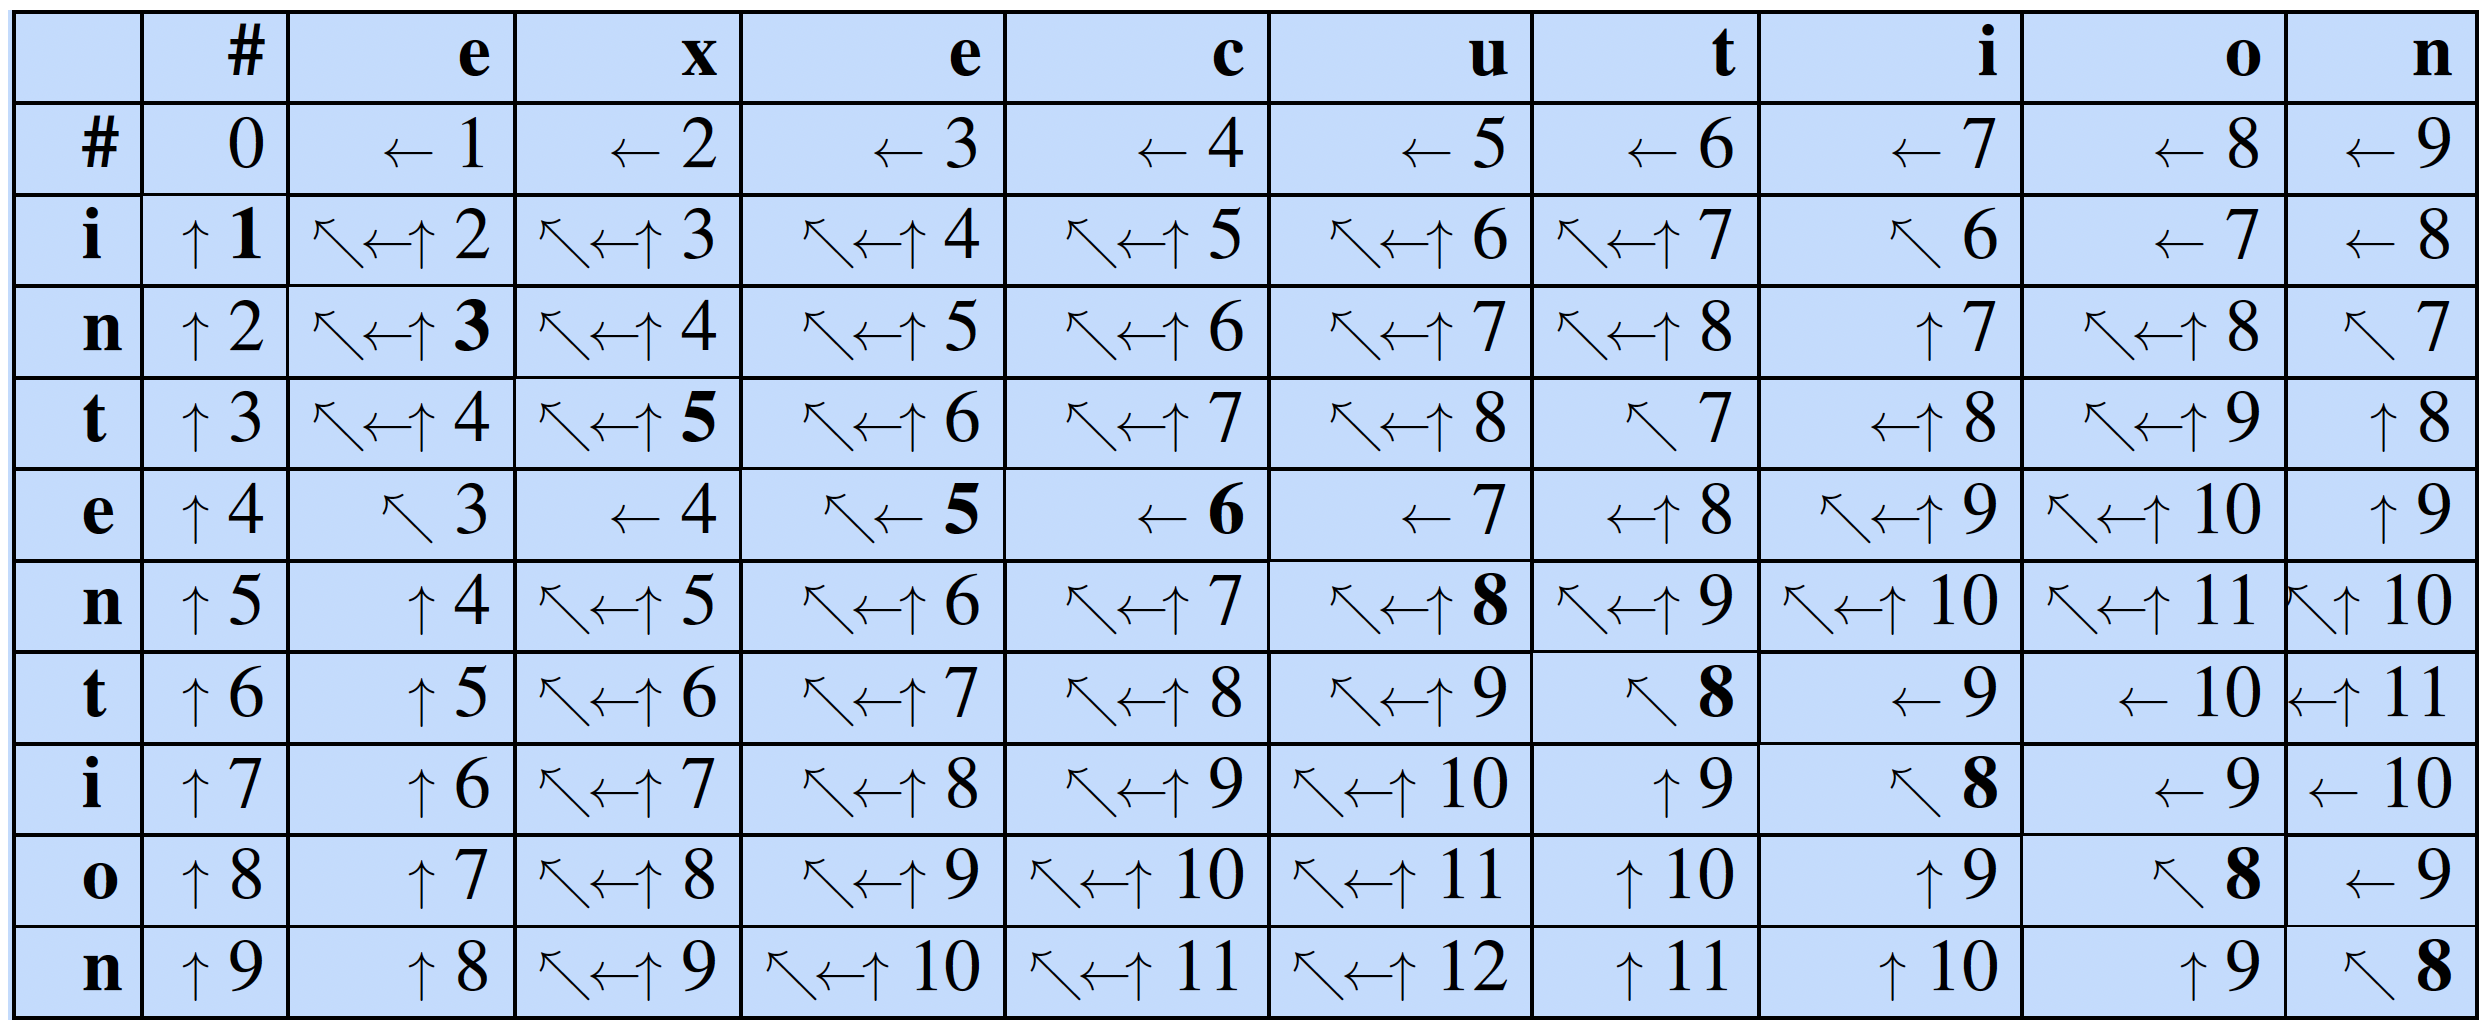 # e x e c u t i o n
# 0 ← 1 ← 2 ← 3 ← 4 ← 5 ← 6 ← 7 ← 8 ← 9
i ↑ 1 ↖←↑ 2 ↖←↑ 3 ↖←↑ 4 ↖←↑ 5 ↖←↑ 6 ↖←↑ 7 ↖ 6 ← 7 ← 8
n ↑ 2 ↖←↑ 3 ↖←↑ 4 ↖←↑ 5 ↖←↑ 6 ↖←↑ 7 ↖←↑ 8 ↑ 7 ↖←↑ 8 ↖ 7
t ↑ 3 ↖←↑ 4 ↖←↑ 5 ↖←↑ 6 ↖←↑ 7 ↖←↑ 8 ↖ 7 ←↑ 8 ↖←↑ 9 ↑ 8
e ↑ 4 ↖ 3 ← 4 ↖← 5 ← 6 ← 7 ←↑ 8 ↖←↑ 9 ↖←↑ 10 ↑ 9
n ↑ 5 ↑ 4 ↖←↑ 5 ↖←↑ 6 ↖←↑ 7 ↖←↑ 8 ↖←↑ 9 ↖←↑ 10 ↖←↑ 11 ↖↑ 10
t ↑ 6 ↑ 5 ↖←↑ 6 ↖←↑ 7 ↖←↑ 8 ↖←↑ 9 ↖ 8 ← 9 ← 10 ←↑ 11
i ↑ 7 ↑ 6 ↖←↑ 7 ↖←↑ 8 ↖←↑ 9 ↖←↑ 10 ↑ 9 ↖ 8 ← 9 ← 10
o ↑ 8 ↑ 7 ↖←↑ 8 ↖←↑ 9 ↖←↑ 10 ↖←↑ 11 ↑ 10 ↑ 9 ↖ 8 ← 9
n ↑ 9 ↑ 8 ↖←↑ 9 ↖←↑ 10 ↖←↑ 11 ↖←↑ 12 ↑ 11 ↑ 10 ↑ 9 ↖ 8